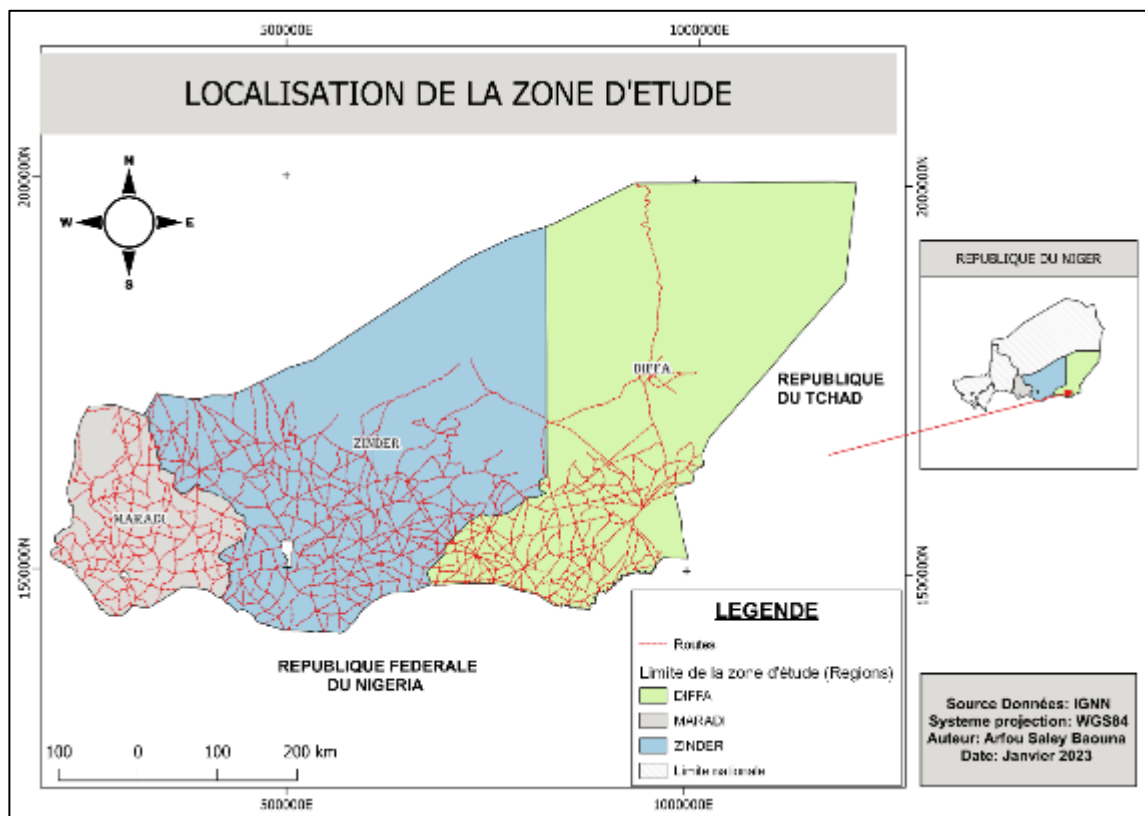 500000E
1000000E
LOCALISATION DE LA ZONE D'ETUDE
2000000N
2000000N
N
W
E
S
REPUBLIQUE DU NIGER
DIFFA
REPUBLIQUE
DU TCHAD
ZINDER
MARADI
1500000N
1500000N
REPUBLIQUE FEDERALE
DU NIGERIA
LEGENDE
Routes
Limite de la zone d'étude (Regions)
DIFFA
MARADI
ZINDER
Limite nationale
Source Données: IGNN
Systeme projection: WGS84
Auteur: Arfou Saley Baouna
Date: Janvier 2023
100 0 100 200 km
500000E
1000000E